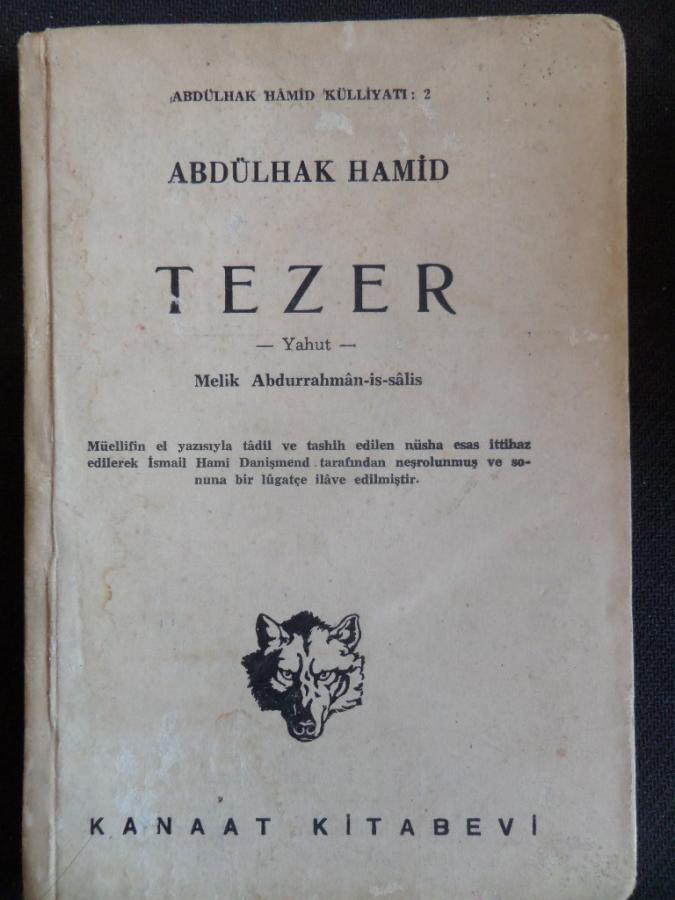 ABDÜLHAK HÂMİD KÜLLİYATI: 2
ABDÜLHAK HAMİD
TEZER
— Yahut —
Melik Abdurrahmân-is-sâlis
Müellifin el yazısıyla tâdil ve tashih edilen nüsha esas ittihaz
edilerek İsmail Hami Danişmend tarafından neşrolunmuş ve so-
nuna bir lûgatçe ilâve edilmiştir.
KANAAT KİTABEVİ